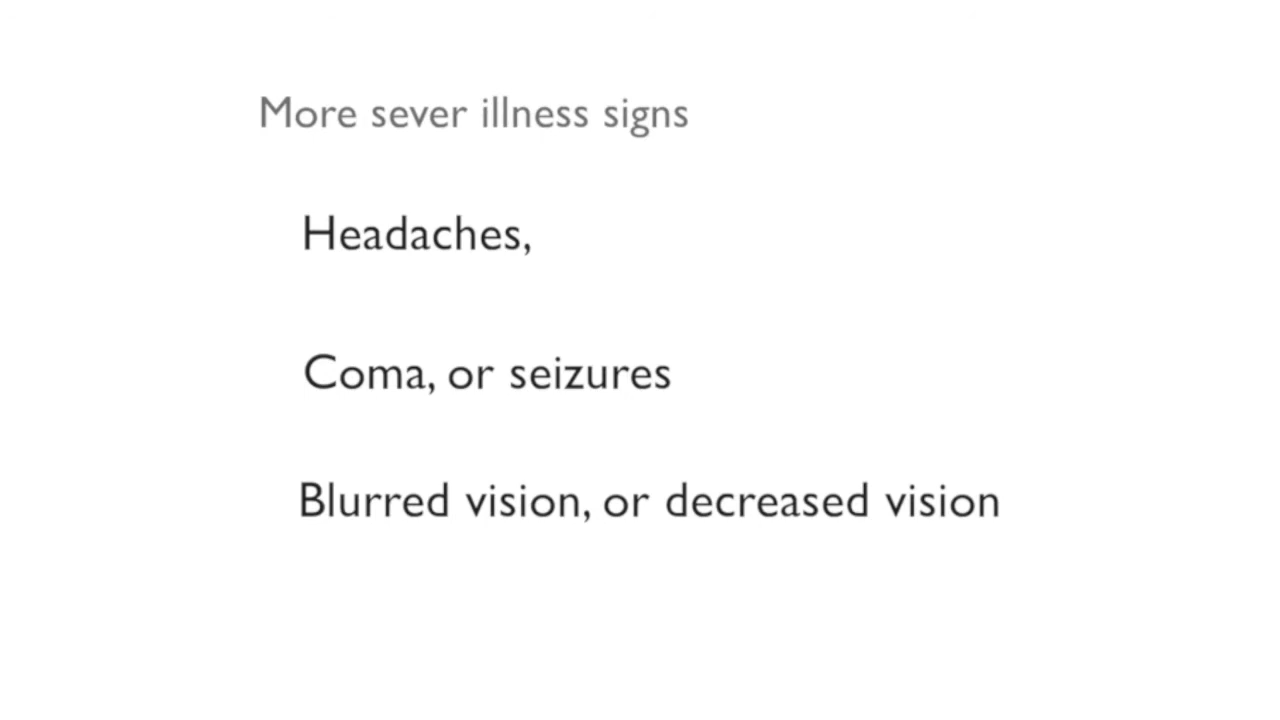 More sever illness signs
Headaches,
Coma, or seizures
Blurred vision, or decreased vision